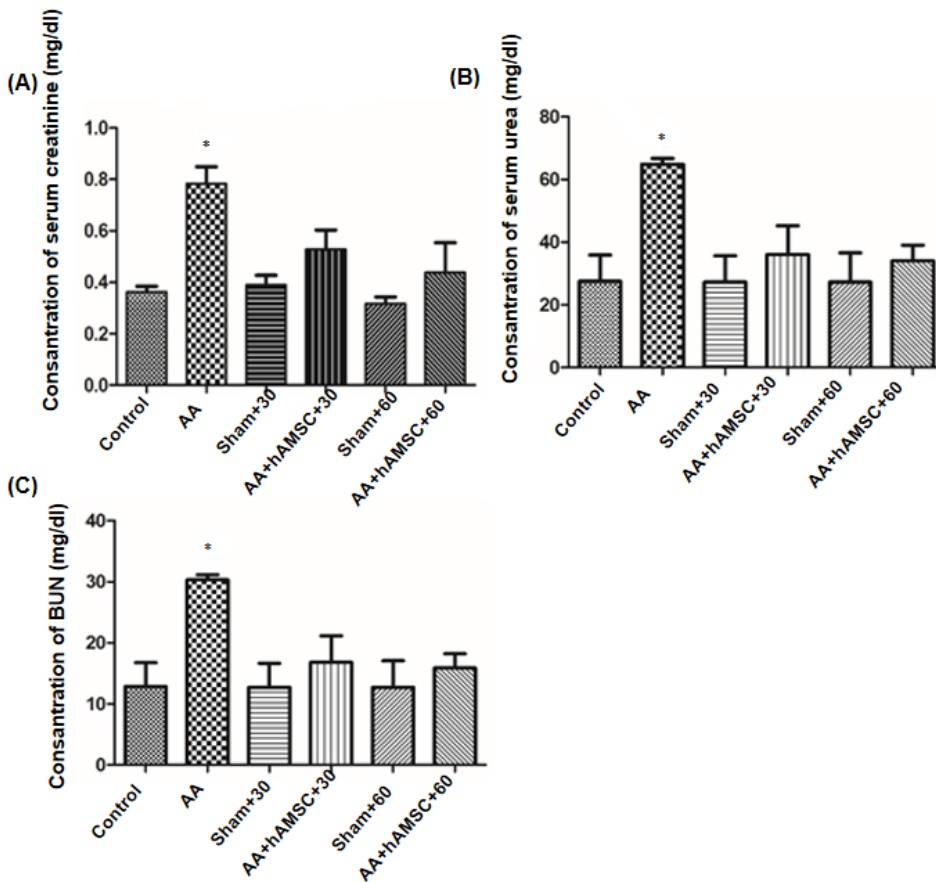 (A)
Consantration of serum creatinine (mg/dl)
1.0
0.8
0.6
0.4
0.2
0.0
*
Control
AA
Sham+30
AA+hAMSC+30
Sham+60
AA+hAMSC+60
(B)
Consantration of serum urea (mg/dl)
80
60
40
20
0
*
Control
AA
Sham+30
AA+hAMSC+30
Sham+60
AA+hAMSC+60
(C)
Consantration of BUN (mg/dl)
40
30
20
10
0
*
Control
AA
Sham+30
AA+hAMSC+30
Sham+60
AA+hAMSC+60